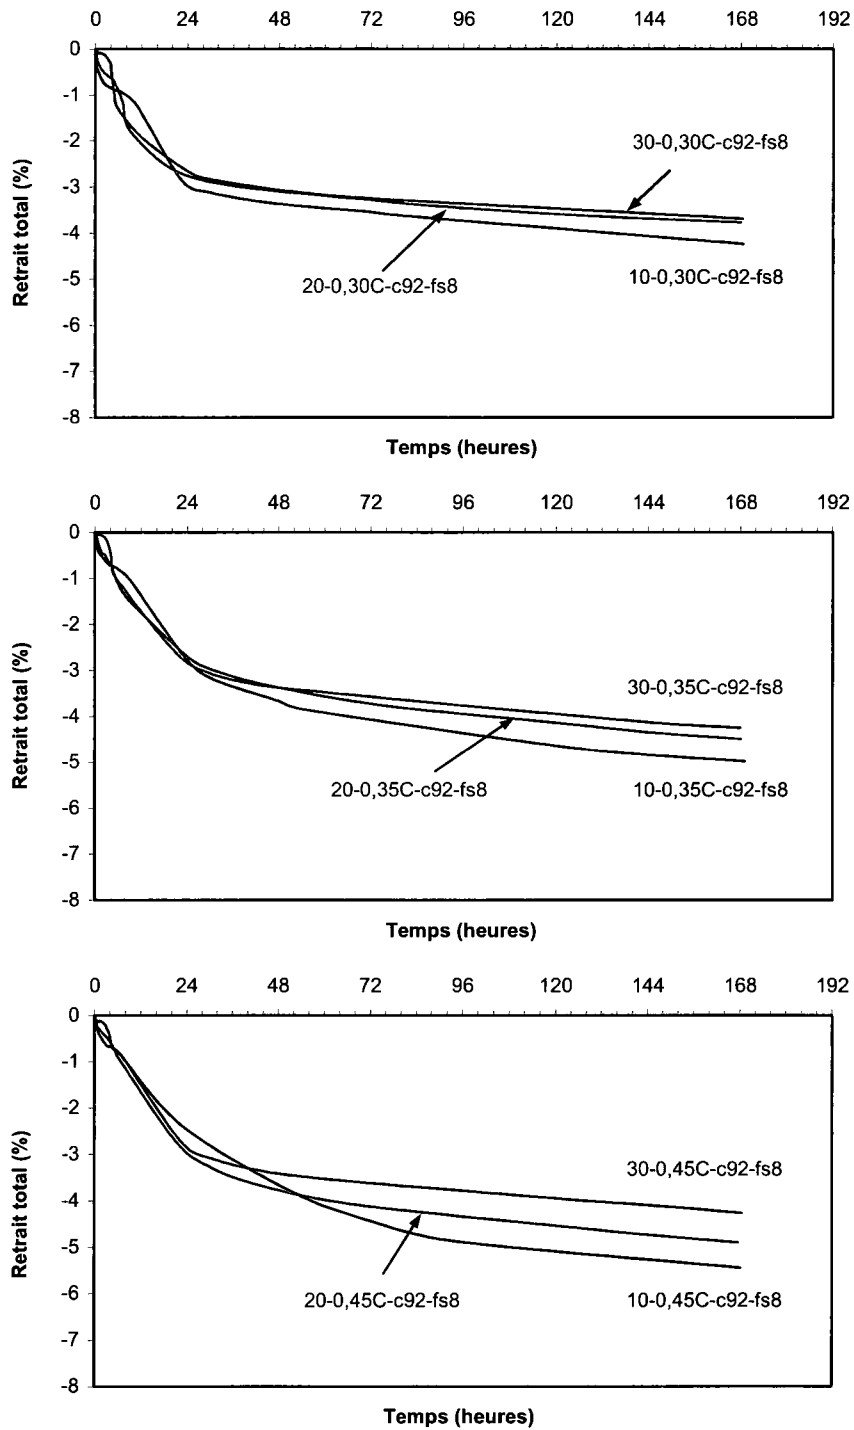 0 24 48 72 96 120 144 168 192
0
-1
-2
-3
-4
-5
-6
-7
-8
Retrait total (%)
30-0,30C-c92-fs8
20-0,30C-c92-fs8
10-0,30C-c92-fs8
Temps (heures)
0 24 48 72 96 120 144 168 192
0
-1
-2
-3
-4
-5
-6
-7
-8
Retrait total (%)
30-0,35C-c92-fs8
20-0,35C-c92-fs8
10-0,35C-c92-fs8
Temps (heures)
0 24 48 72 96 120 144 168 192
0
-1
-2
-3
-4
-5
-6
-7
-8
Retrait total (%)
30-0,45C-c92-fs8
20-0,45C-c92-fs8
10-0,45C-c92-fs8
Temps (heures)